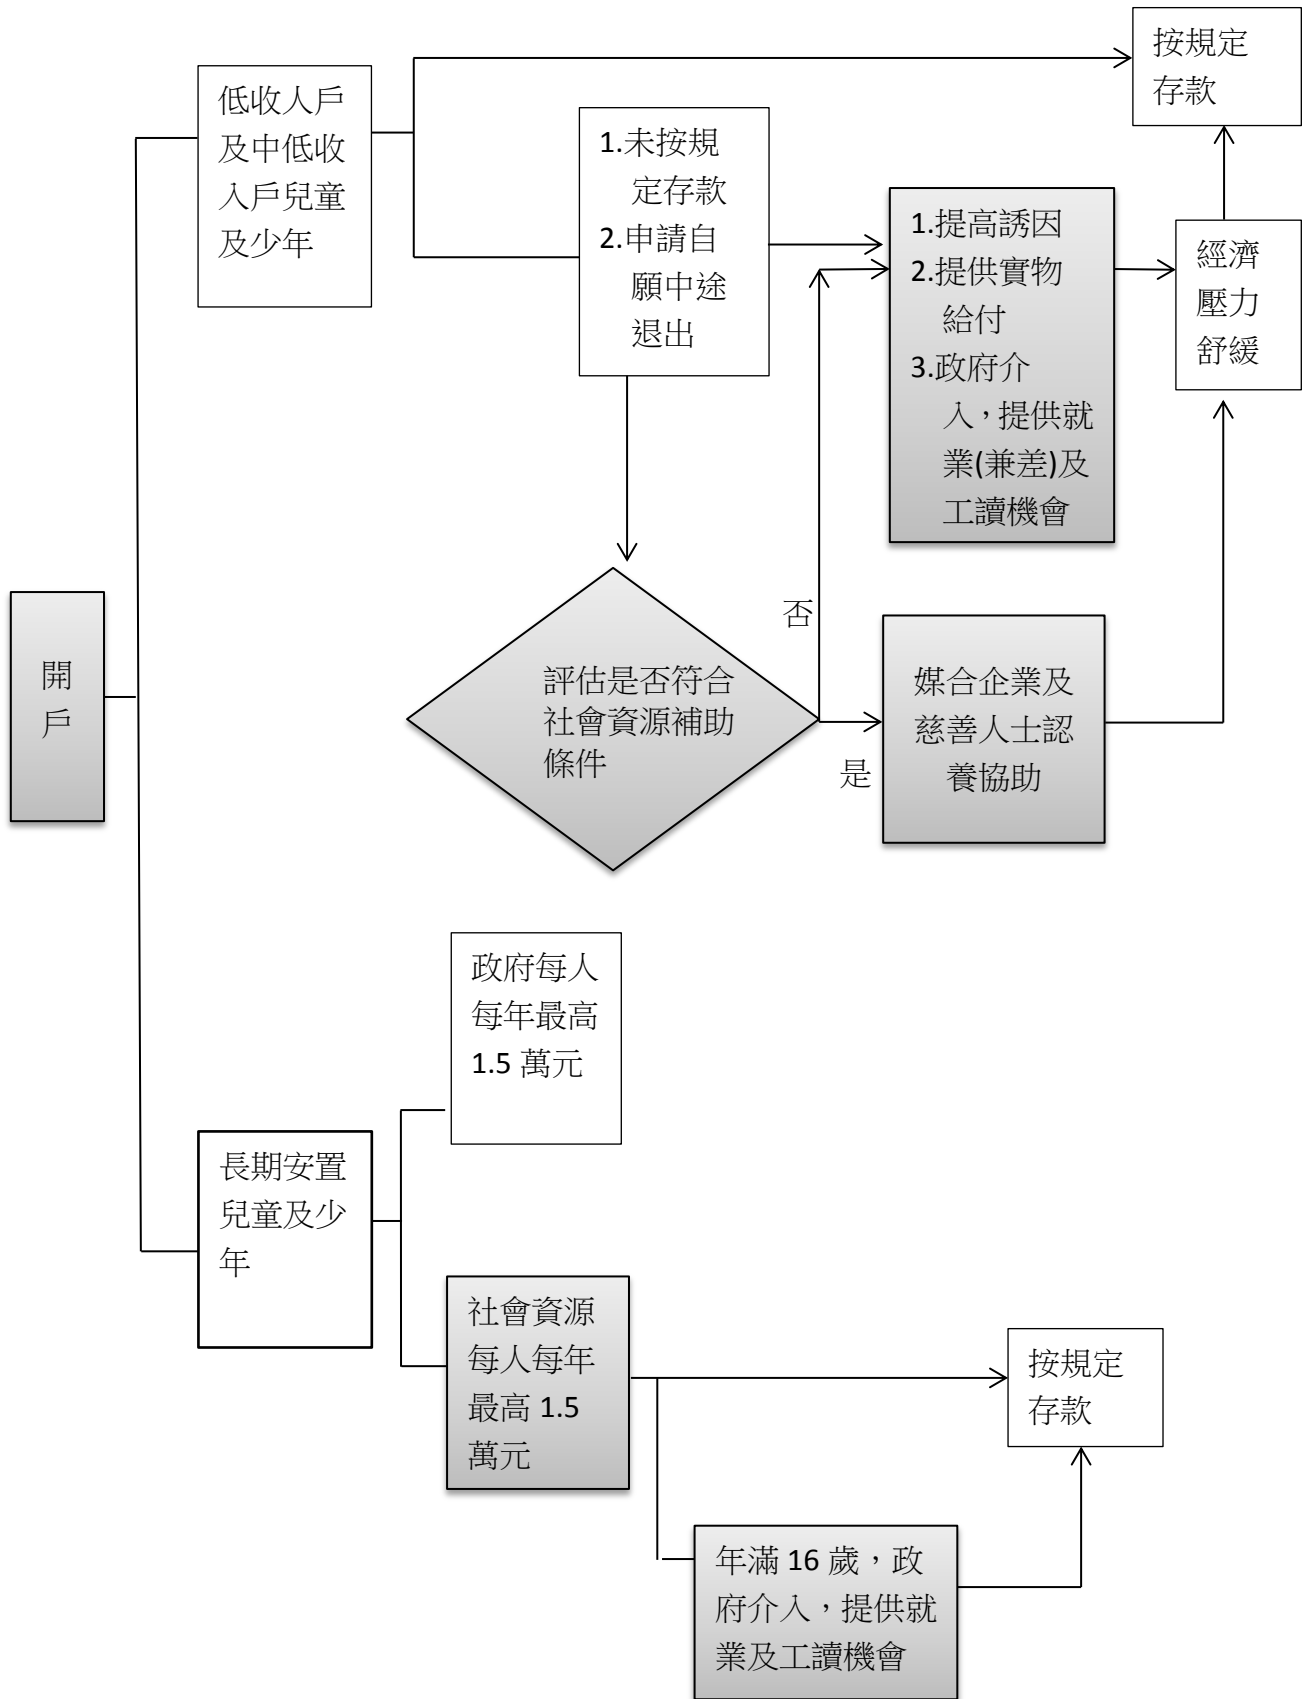 按規定
存款
低收人戶
及中低收
入戶兒童
及少年
1.未按規
定存款
2.申請自
願中途
退出
1.提高誘因
2.提供實物
給付
3.政府介
入，提供就
業(兼差)及
工讀機會
經濟
壓力
舒緩
開
戶
評估是否符合
社會資源補助
條件
否
是
媒合企業及
慈善人士認
養協助
政府每人
每年最高
1.5 萬元
長期安置
兒童及少
年
社會資源
每人每年
最高 1.5
萬元
按規定
存款
年滿 16 歲，政
府介入，提供就
業及工讀機會